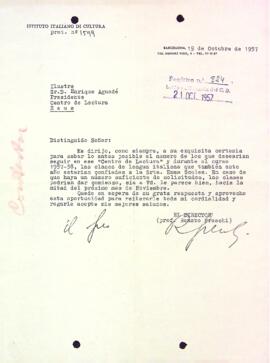 ISTITUTO ITALIANO DI CULTURA
prot. N° 1544
BARCELONA, 19 de Octubre 1957
Ilustre
Sr.D. Enrique Aguadé
Presidente
Centro de Lectura
Reus
21 OCT. 1957
Distinguido Señor:
Me dirijo, como siempre, a su exquisita cortesía
para saber lo antes posible el número de los que desearían
seguir en ese "Centro de Lectura" y durante el curso
1957-58, las clases de lengua italiana que también este
año estarían confiadas a la Srta. Emma Scoles. En caso de
que haya un número suficiente de solicitudes, las clases
podrían dar comienzo, si a Vd. le parece bien, hacia la
mitad del próximo mes de Noviembre.
Quedo en espera de su grata respuesta y aprovecho
esta oportunidad para reiterarle toda mi cordialidad y
rogarle acepte mis mejores saludos.
EL DIRECTOR